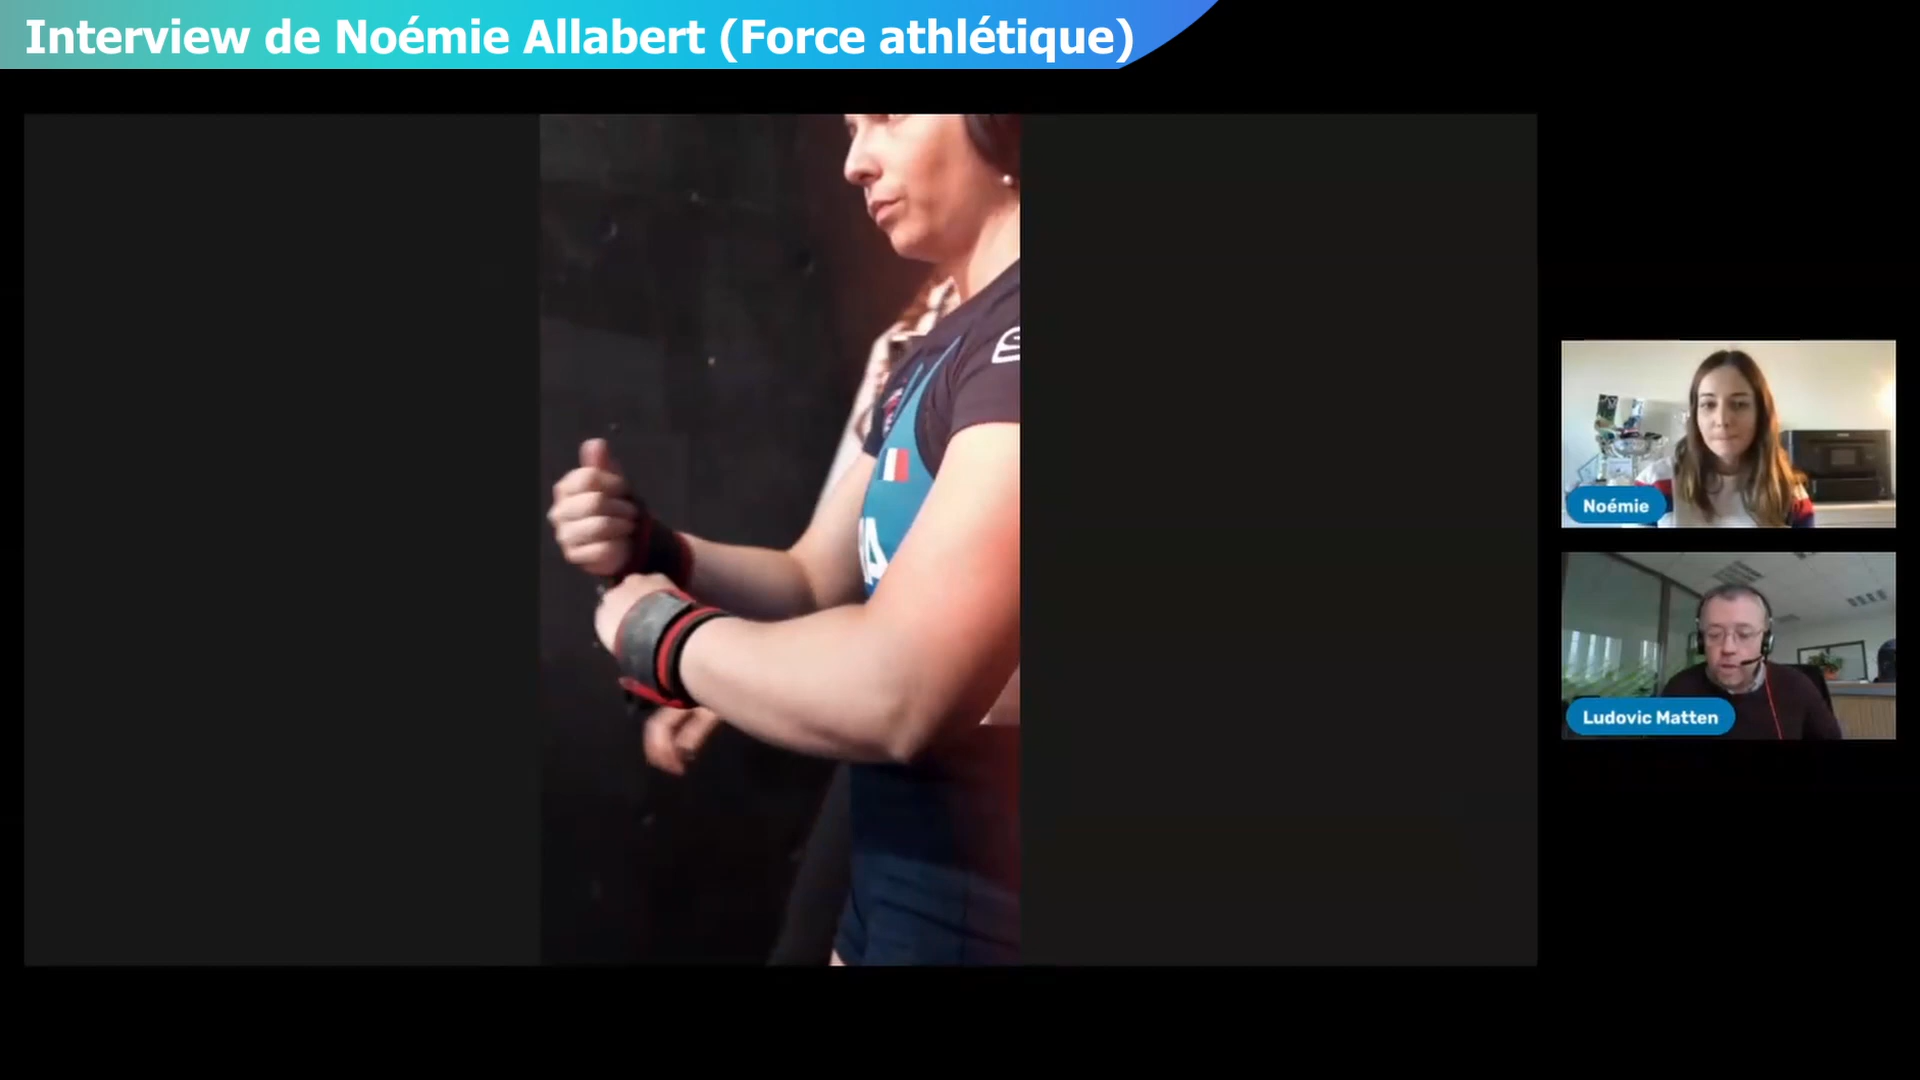 Interview de Noémie Allabert (Force athlétique)
Noémie
Ludovic Matten